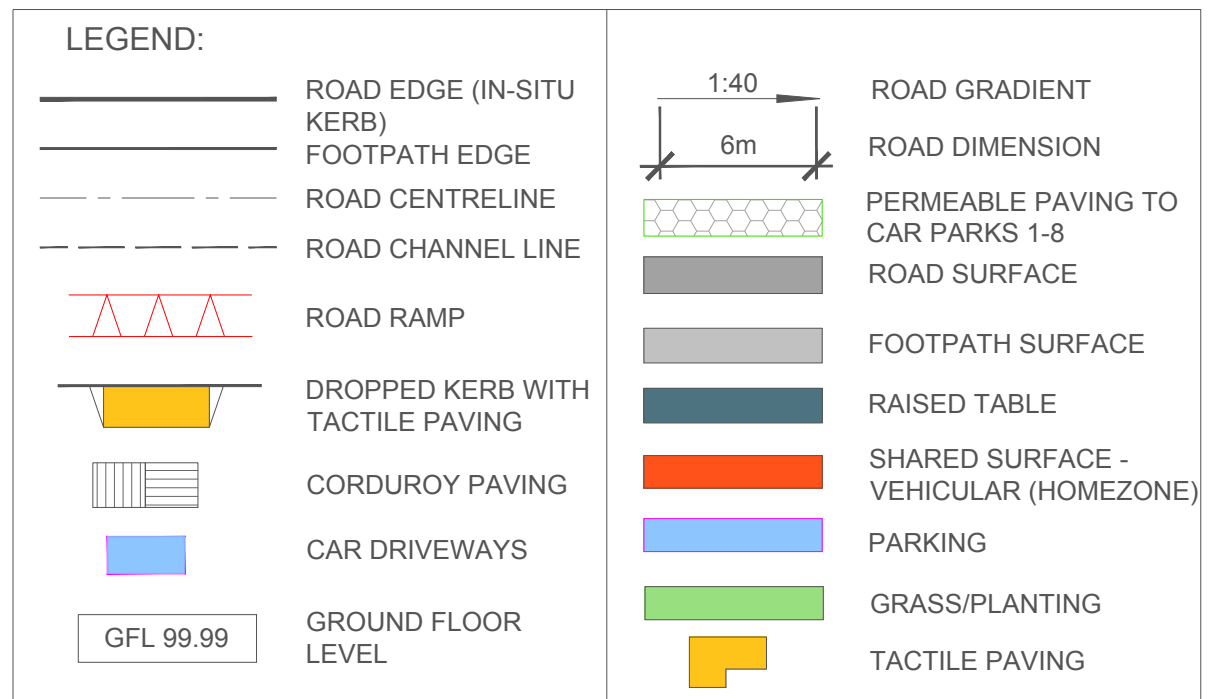 LEGEND:
ROAD EDGE (IN-SITU
KERB)
FOOTPATH EDGE
ROAD CENTRELINE
ROAD CHANNEL LINE
ROAD RAMP
DROPPED KERB WITH
TACTILE PAVING
CORDUROY PAVING
CAR DRIVEWAYS
GFL 99.99
GROUND FLOOR
LEVEL
1:40
ROAD GRADIENT
6m
ROAD DIMENSION
PERMEABLE PAVING TO
CAR PARKS 1-8
ROAD SURFACE
FOOTPATH SURFACE
RAISED TABLE
SHARED SURFACE -
VEHICULAR (HOMEZONE)
PARKING
GRASS/PLANTING
TACTILE PAVING